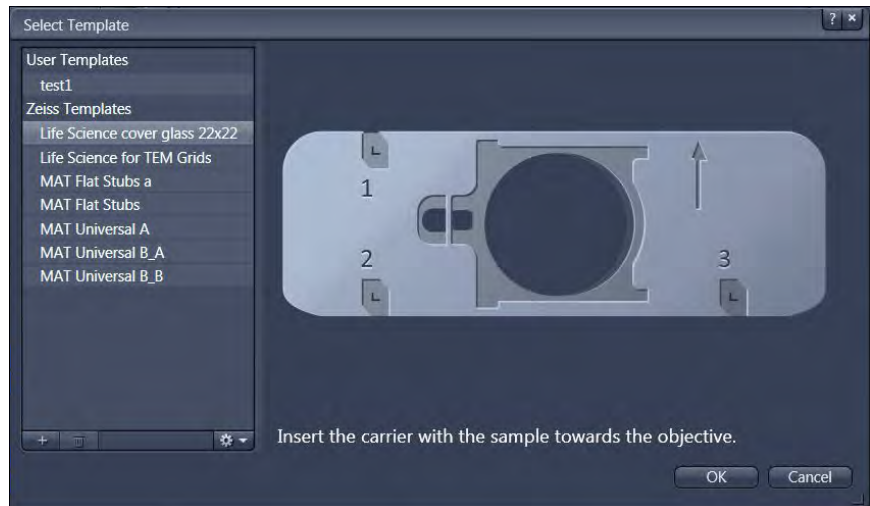 Select Template
? ×
User Templates
test1
Zeiss Templates
Life Science cover glass 22x22
Life Science for TEM Grids
MAT Flat Stubs a
MAT Flat Stubs
MAT Universal A
MAT Universal B_A
MAT Universal B_B
1
2
3
Insert the carrier with the sample towards the objective.
OK
Cancel